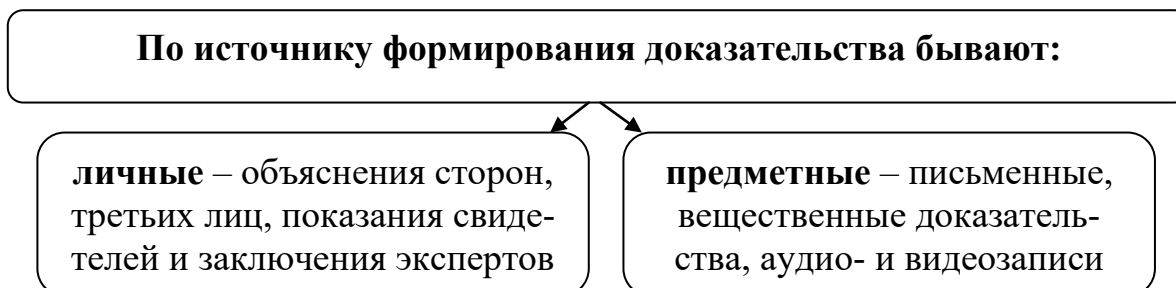 По источнику формирования доказательства бывают:
личные – объяснения сторон,
третьих лиц, показания свиде-
телей и заключения экспертов
предметные – письменные,
вещественные доказатель-
ства, аудио- и видеозаписи